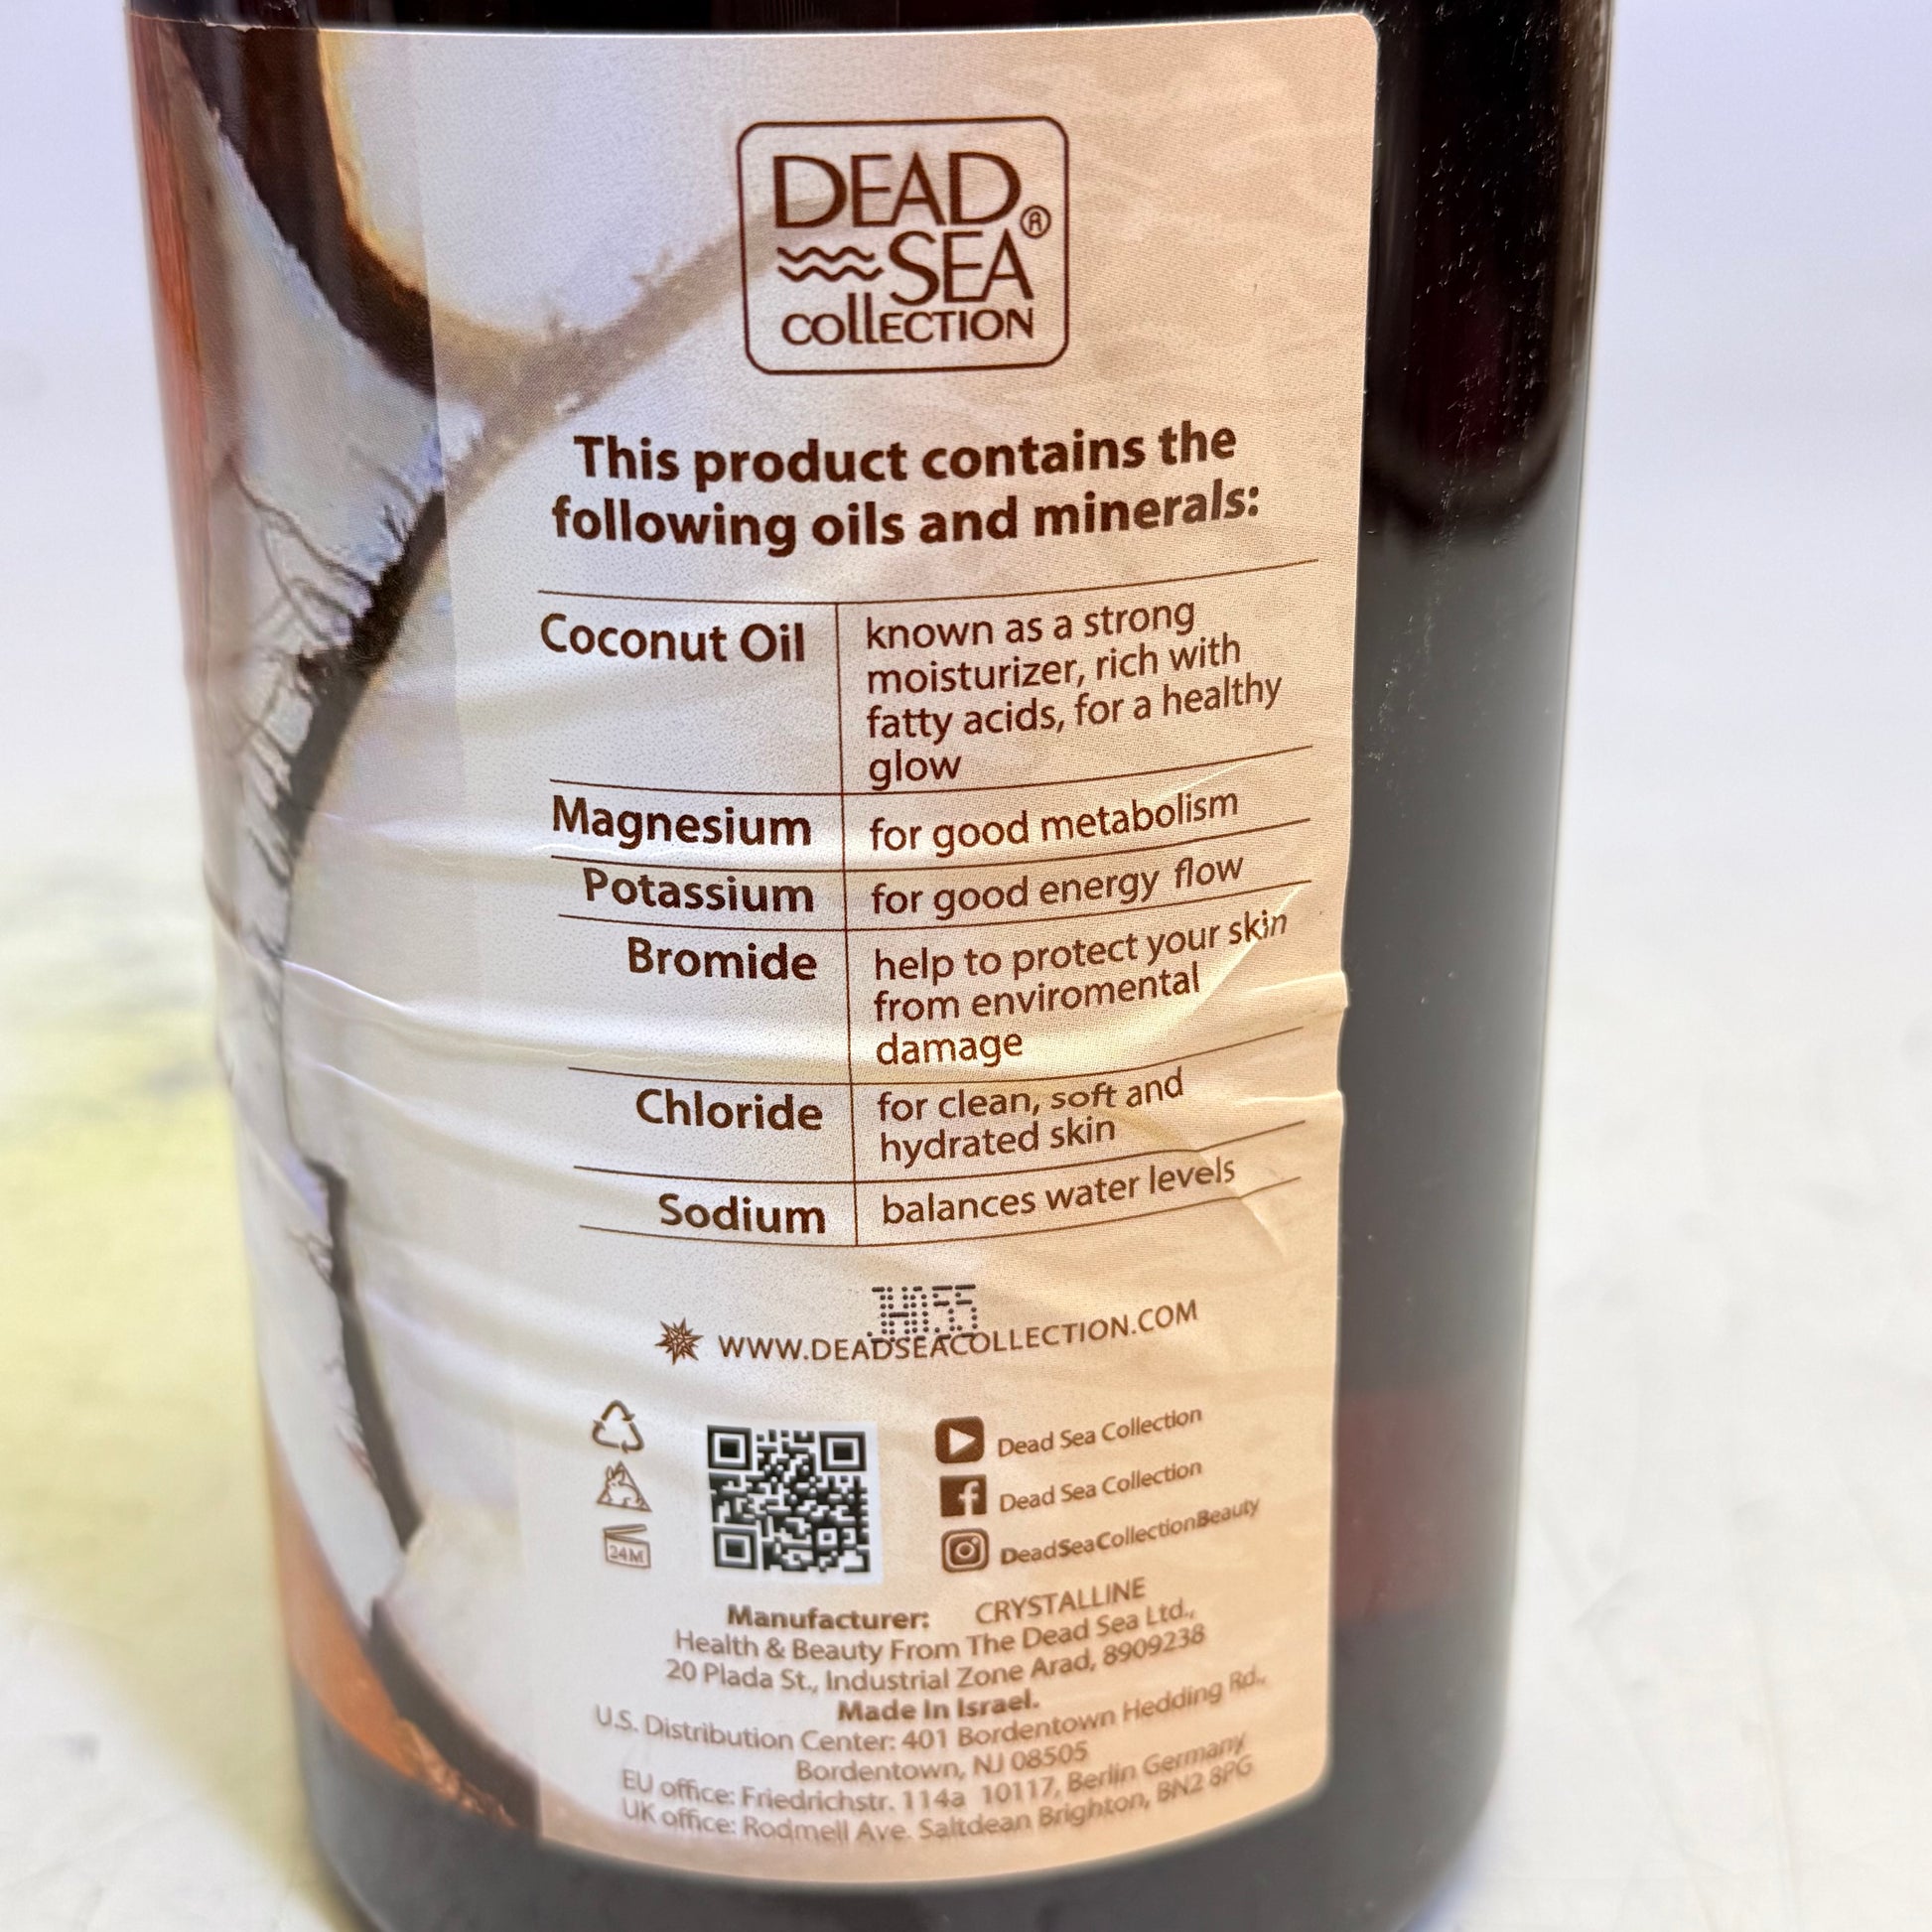 DEAD
SEA®
COLLECTION
This product contains the
following oils and minerals:
Coconut Oil
known as a strong
moisturizer, rich with
fatty acids, for a healthy
glow
Magnesium
for good metabolism
Potassium
for good energy flow
Bromide
help to protect your skin
from enviromental
damage
Chloride
for clean, soft and
hydrated skin
Sodium
balances water levels
JH055
WWW.DEADSEACOLLECTION.COM
Dead Sea Collection
Dead Sea Collection
DeadSeaCollectionBeauty
24M
Manufacturer: CRYSTALLINE
Health & Beauty From The Dead Sea Ltd.,
20 Plada St., Industrial Zone Arad, 8909238
Made In Israel.
U.S. Distribution Center: 401 Bordentown Hedding Rd.,
Bordentown, NJ 08505
EU office: Friedrichstr. 114a 10117, Berlin Germany
UK office: Rodmell Ave. Saltdean Brighton, BN2 8PG